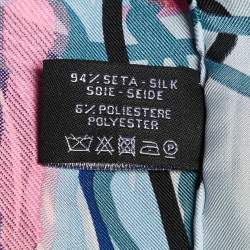 94% SETA - SILK
SOIE - SEIDE
6% POLIESTERE
POLYESTER